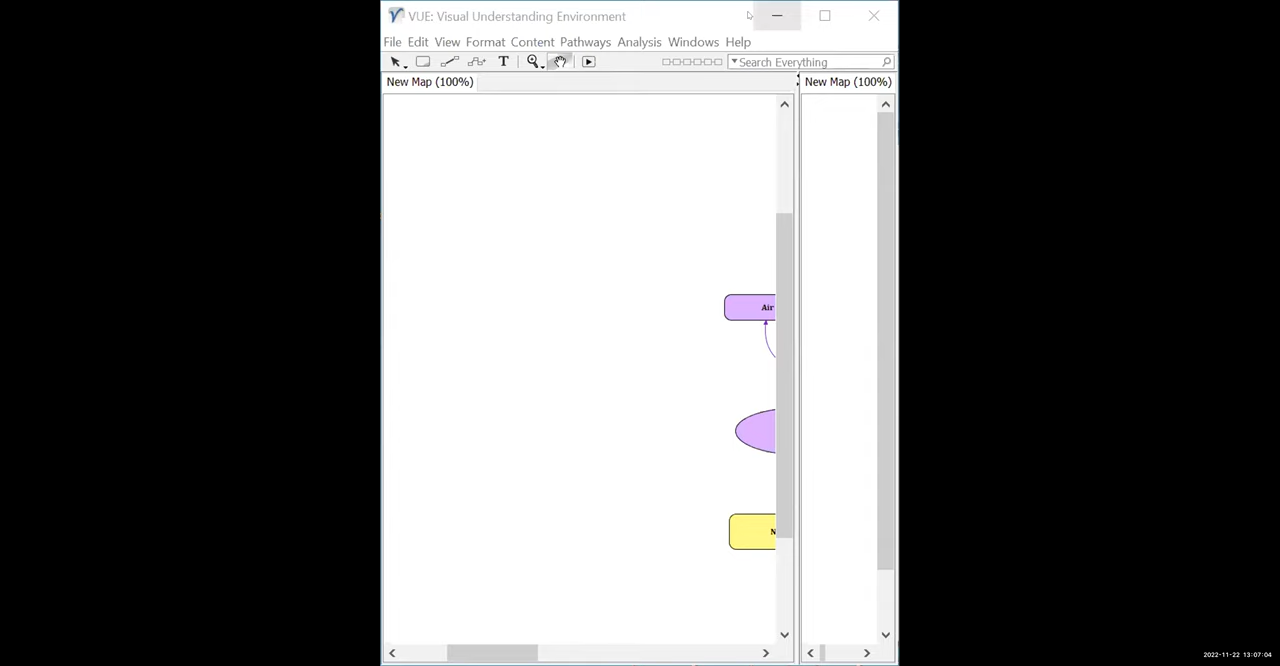 VUE: Visual Understanding Environment
File Edit View Format Content Pathways Analysis Windows Help
T Search Everything
New Map (100%) New Map (100%)
Air
N
2022-11-22 13:07:04